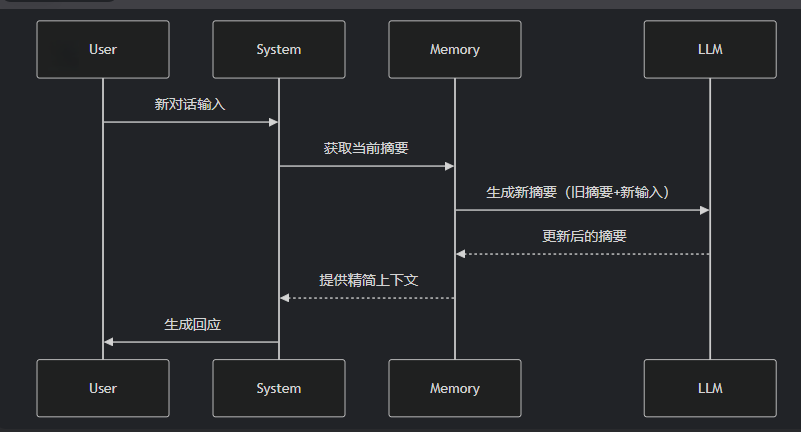 User
System
Memory
LLM
新对话输入
获取当前摘要
生成新摘要（旧摘要+新输入）
更新后的摘要
提供精简上下文
生成回应
User
System
Memory
LLM